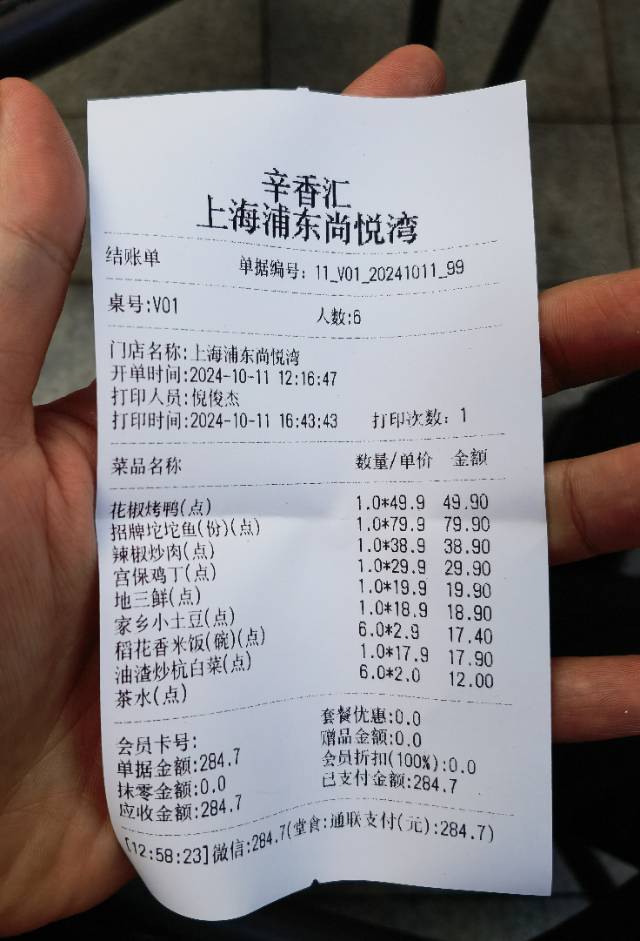 辛香汇
上海浦东尚悦湾
结账单 单据编号: 11_V01_20241011_99
桌号:V01 人数:6
门店名称:上海浦东尚悦湾
开单时间:2024-10-11 12:16:47
打印人员:倪俊杰
打印时间:2024-10-11 16:43:43 打印次数: 1
菜品名称 数量/单价 金额
花椒烤鸭(点) 1.0*49.9 49.90
招牌坨坨鱼(份)(点) 1.0*79.9 79.90
辣椒炒肉(点) 1.0*38.9 38.90
宫保鸡丁(点) 1.0*29.9 29.90
地三鲜(点) 1.0*19.9 19.90
家乡小土豆(点) 1.0*18.9 18.90
稻花香米饭(碗)(点) 6.0*2.9 17.40
油渣炒杭白菜(点) 1.0*17.9 17.90
茶水(点) 6.0*2.0 12.00
会员卡号: 套餐优惠:0.0
单据金额:284.7 赠品金额:0.0
抹零金额:0.0 会员折扣(100%):0.0
应收金额:284.7 已支付金额:284.7
[12:58:23]微信:284.7(堂食:通联支付(元):284.7)